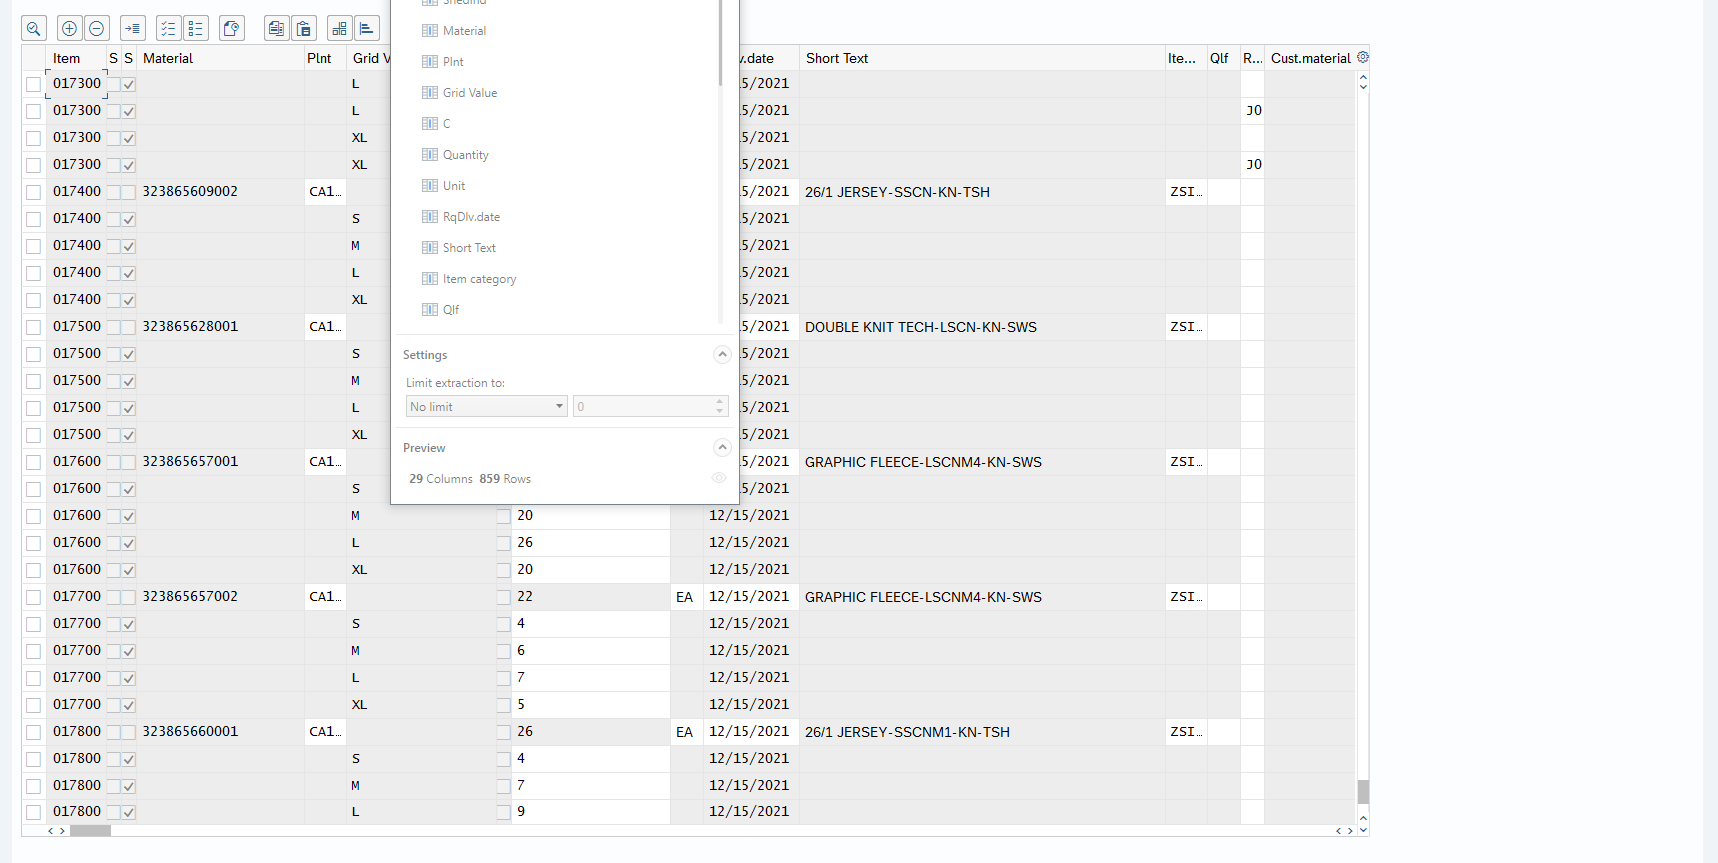 Item S S Material Plnt Grid V .date Short Text Ite... Qlf R... Cust.material
017300 L 5/2021
017300 L 5/2021 J0
017300 XL 5/2021
017300 XL 5/2021 J0
017400 323865609002 CA1… 5/2021 26/1 JERSEY-SSCN-KN-TSH ZSI…
017400 S 5/2021
017400 M 5/2021
017400 L 5/2021
017400 XL 5/2021
017500 323865628001 CA1… 5/2021 DOUBLE KNIT TECH-LSCN-KN-SWS ZSI…
017500 S 5/2021
017500 M 5/2021
017500 L 5/2021
017500 XL 5/2021
017600 323865657001 CA1… 5/2021 GRAPHIC FLEECE-LSCNM4-KN-SWS ZSI…
017600 S 5/2021
017600 M 20 12/15/2021
017600 L 26 12/15/2021
017600 XL 20 12/15/2021
017700 323865657002 CA1… 22 EA 12/15/2021 GRAPHIC FLEECE-LSCNM4-KN-SWS ZSI…
017700 S 4 12/15/2021
017700 M 6 12/15/2021
017700 L 7 12/15/2021
017700 XL 5 12/15/2021
017800 323865660001 CA1… 26 EA 12/15/2021 26/1 JERSEY-SSCNM1-KN-TSH ZSI…
017800 S 4 12/15/2021
017800 M 7 12/15/2021
017800 L 9 12/15/2021
Material
Plnt
Grid Value
C
Quantity
Unit
RqDlv.date
Short Text
Item category
Qlf
Settings
Limit extraction to:
No limit 0
Preview
29 Columns 859 Rows